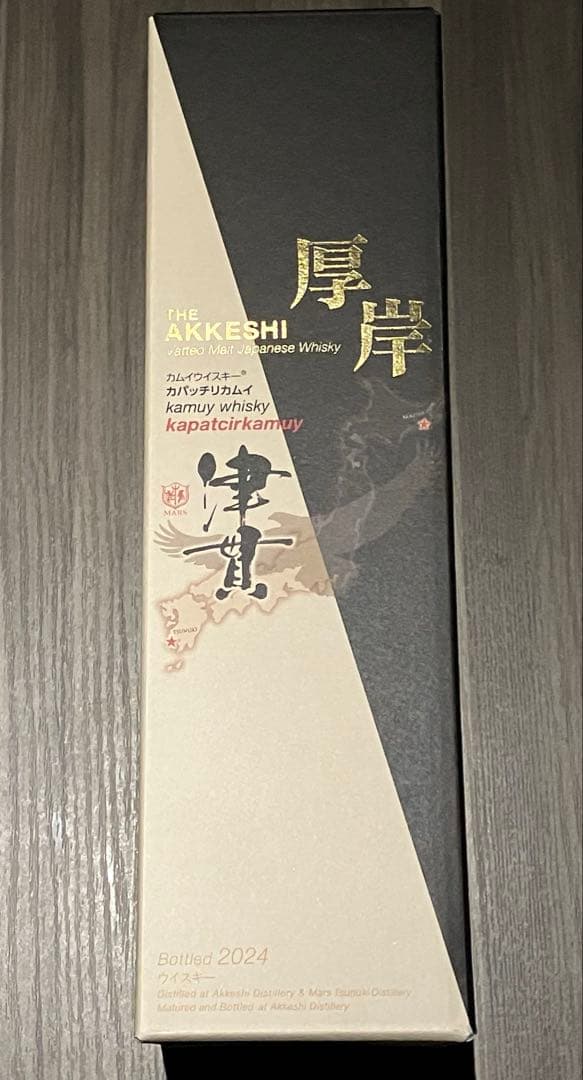 厚岸
THE
AKKESHI
Vatted Malt Japanese Whisky
カムイウイスキー®
カパッチリカムイ
kamuy whisky
kapatcirkamuy
津貫
MARS
TSUNUKI
Bottled 2024
ウイスキー
Distilled at Akkeshi Distillery & Mars Tsunuki Distillery
Matured and Bottled at Akkeshi Distillery